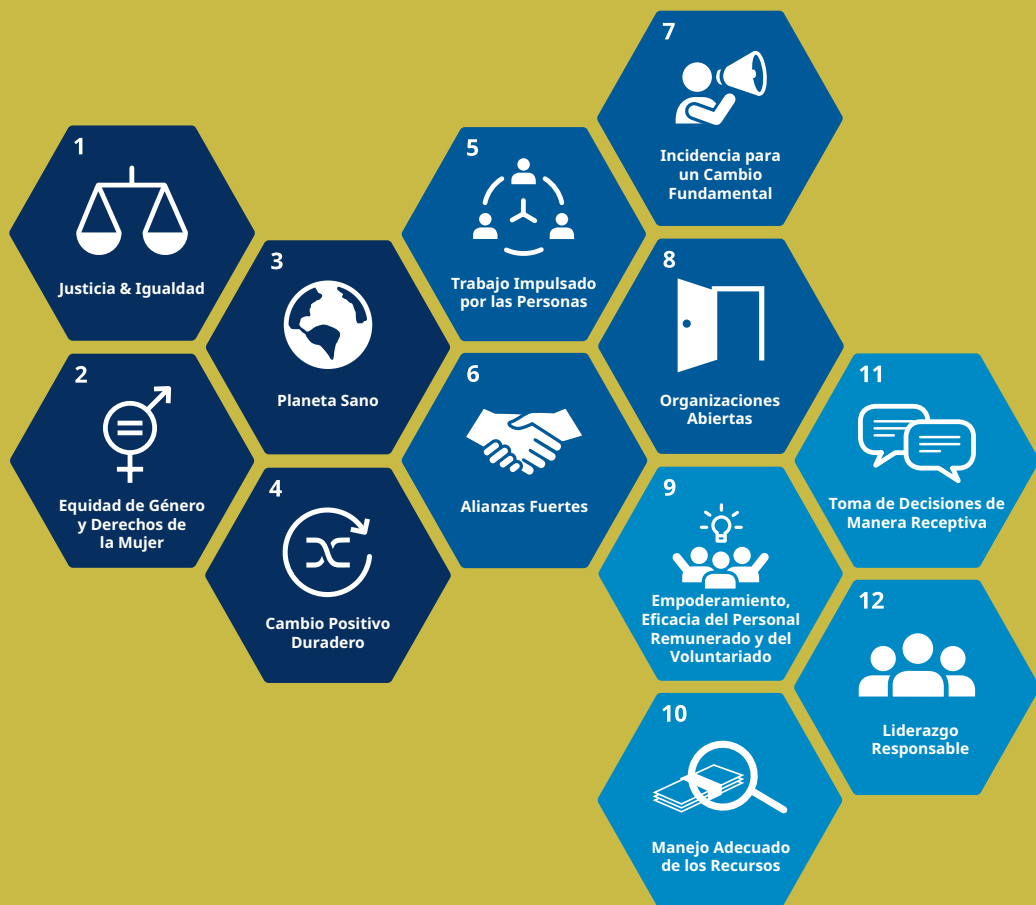 1
Justicia & Igualdad
2
Equidad de Género
y Derechos de
la Mujer
3
Planeta Sano
4
Cambio Positivo
Duradero
5
Trabajo Impulsado
por las Personas
6
Alianzas Fuertes
7
Incidencia para
un Cambio
Fundamental
8
Organizaciones
Abiertas
9
Empoderamiento,
Eficacia del Personal
Remunerado y del
Voluntariado
10
Manejo Adecuado
de los Recursos
11
Toma de Decisiones de
Manera Receptiva
12
Liderazgo
Responsable